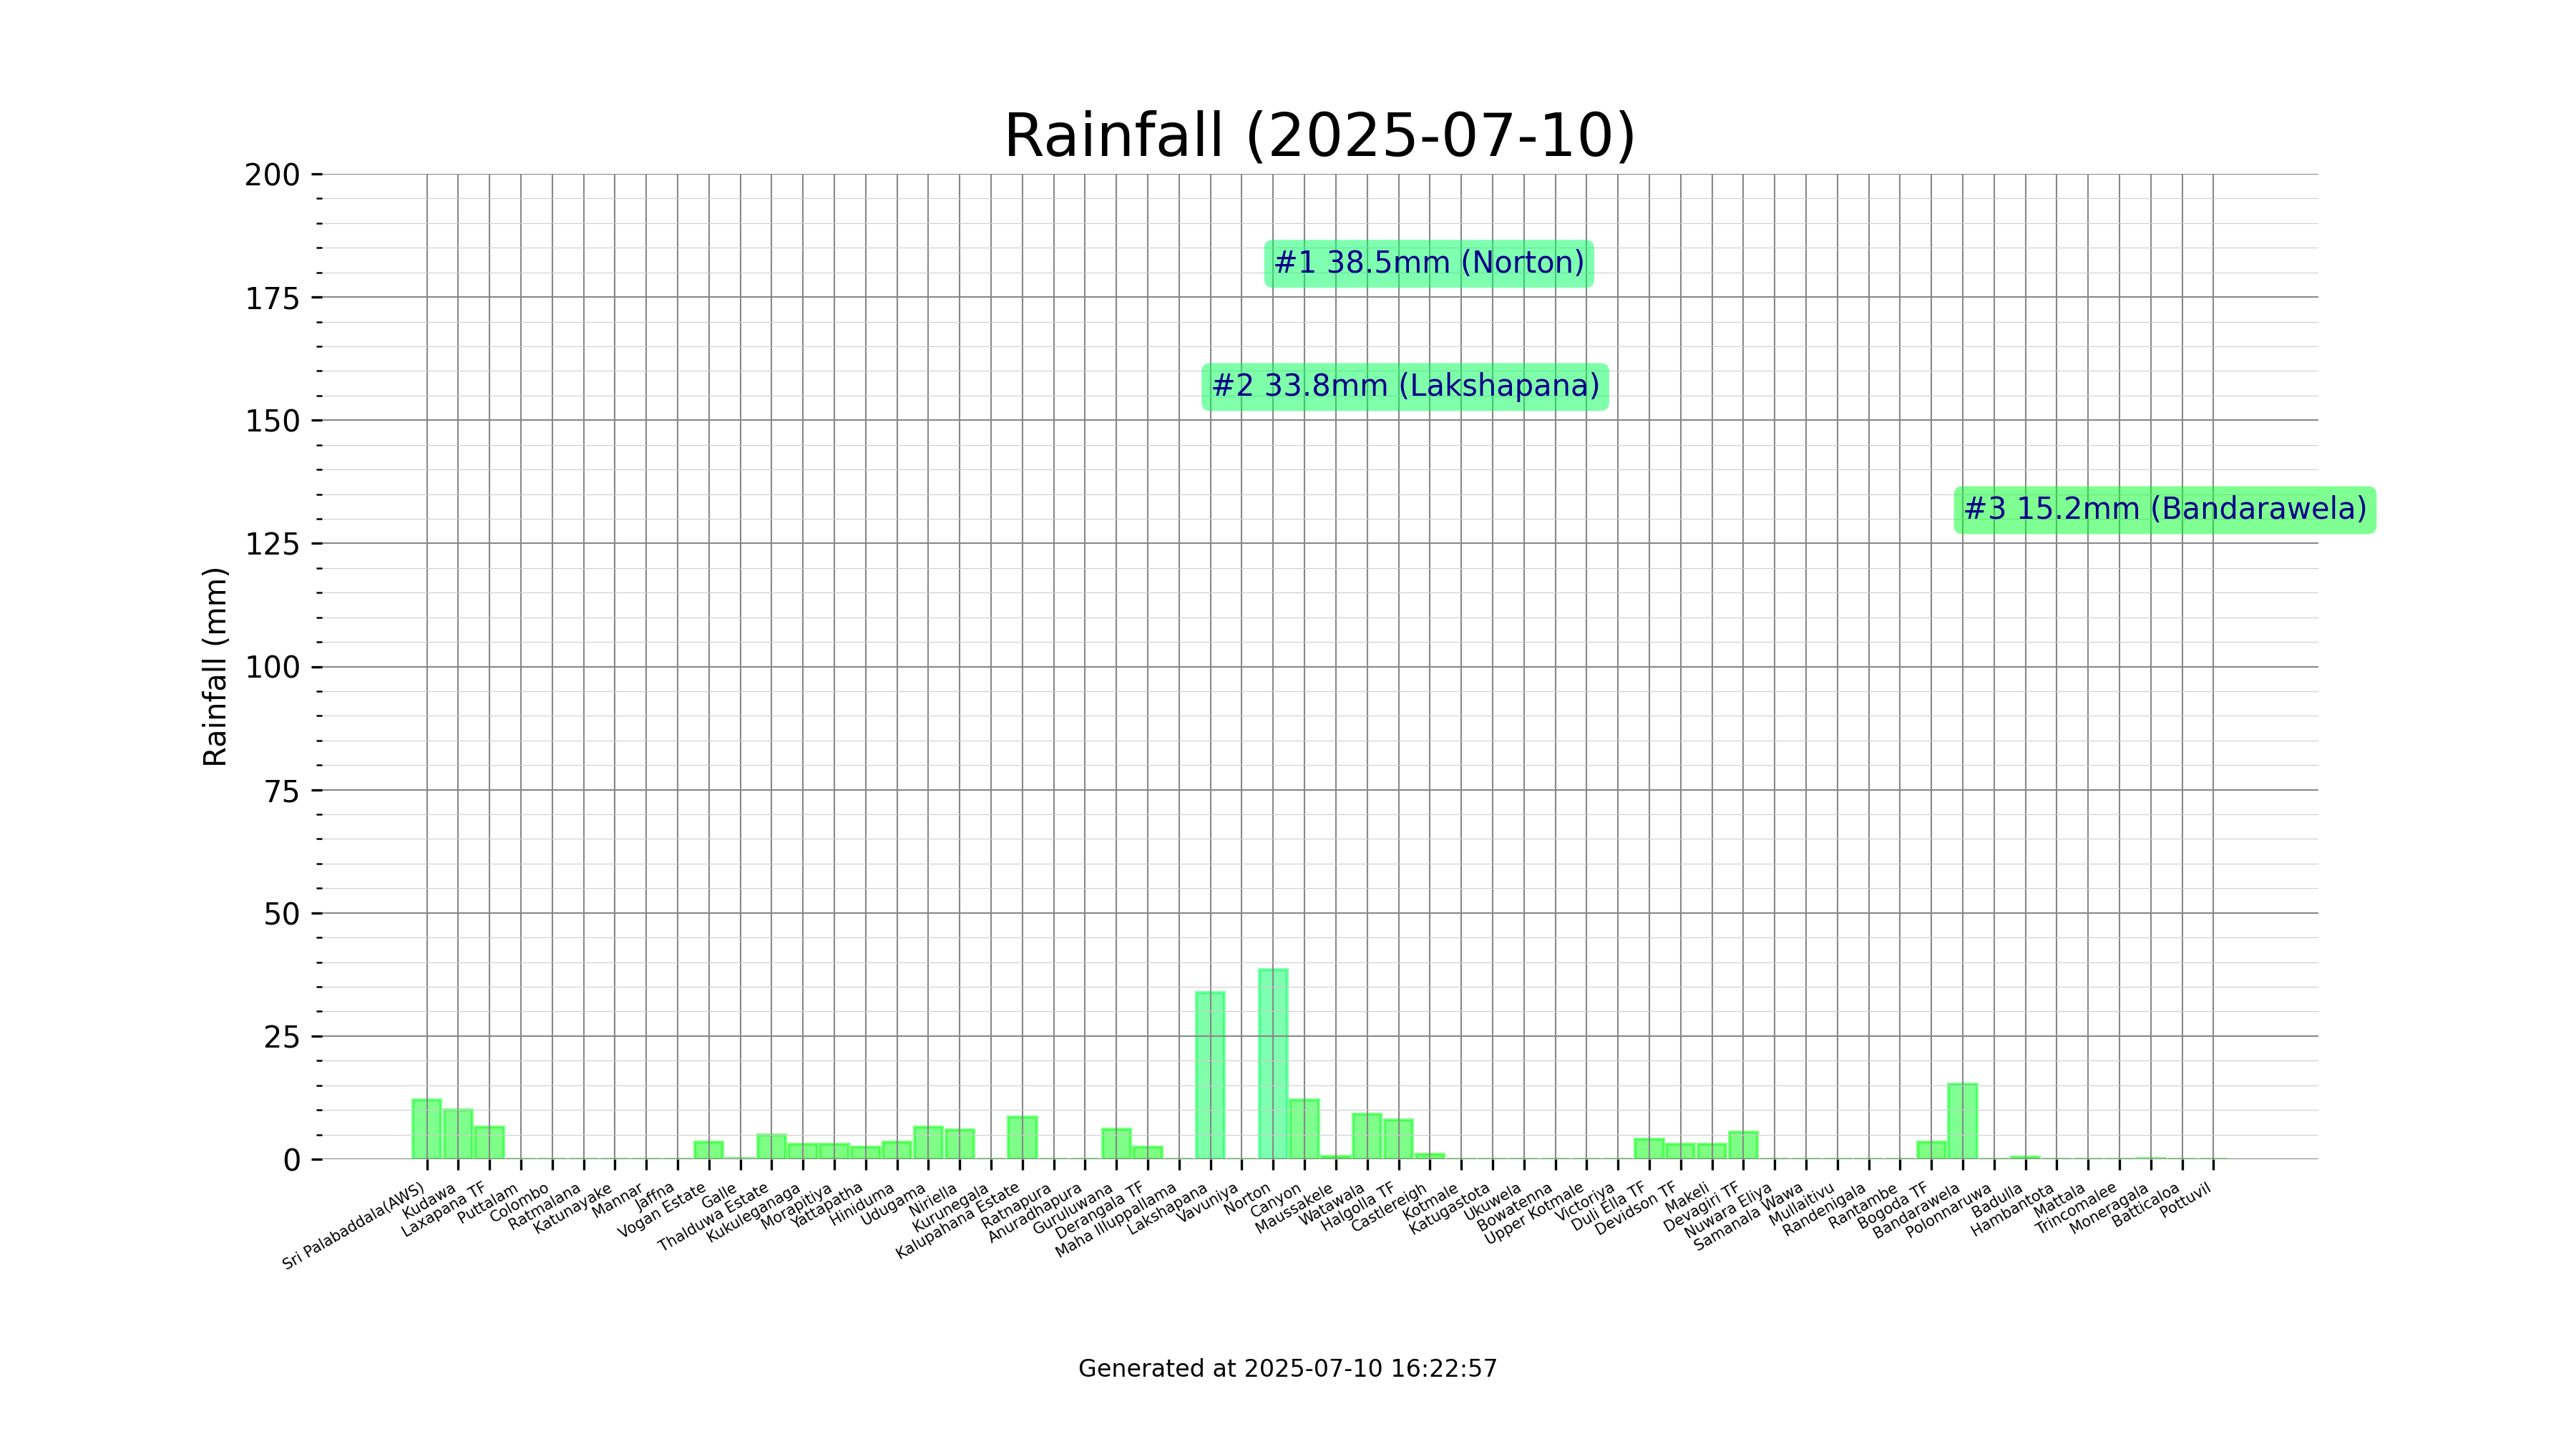 Rainfall (2025-07-10)
200
175
150
125
100
75
50
25
0
Rainfall (mm)
#1 38.5mm (Norton)
#2 33.8mm (Lakshapana)
#3 15.2mm (Bandarawela)
Sri Palabaddala(AWS)
Kudawa
Laxapana TF
Puttalam
Colombo
Ratmalana
Katunayake
Mannar
Jaffna
Vogan Estate
Galle
Thalduwa Estate
Kukuleganaga
Morapitiya
Yattapatha
Hiniduma
Udugama
Niriella
Kurunegala
Kalupahana Estate
Ratnapura
Anuradhapura
Guruluwana
Derangala TF
Maha Illuppallama
Lakshapana
Vavuniya
Norton
Canyon
Maussakele
Watawala
Halgolla TF
Castlereigh
Kotmale
Katugastota
Ukuwela
Bowatenna
Upper Kotmale
Victoriya
Duli Ella TF
Devidson TF
Makeli
Devagiri TF
Nuwara Eliya
Samanala Wawa
Mullaitivu
Randenigala
Rantambe
Bogoda TF
Bandarawela
Polonnaruwa
Badulla
Hambantota
Mattala
Trincomalee
Moneragala
Batticaloa
Pottuvil
Generated at 2025-07-10 16:22:57